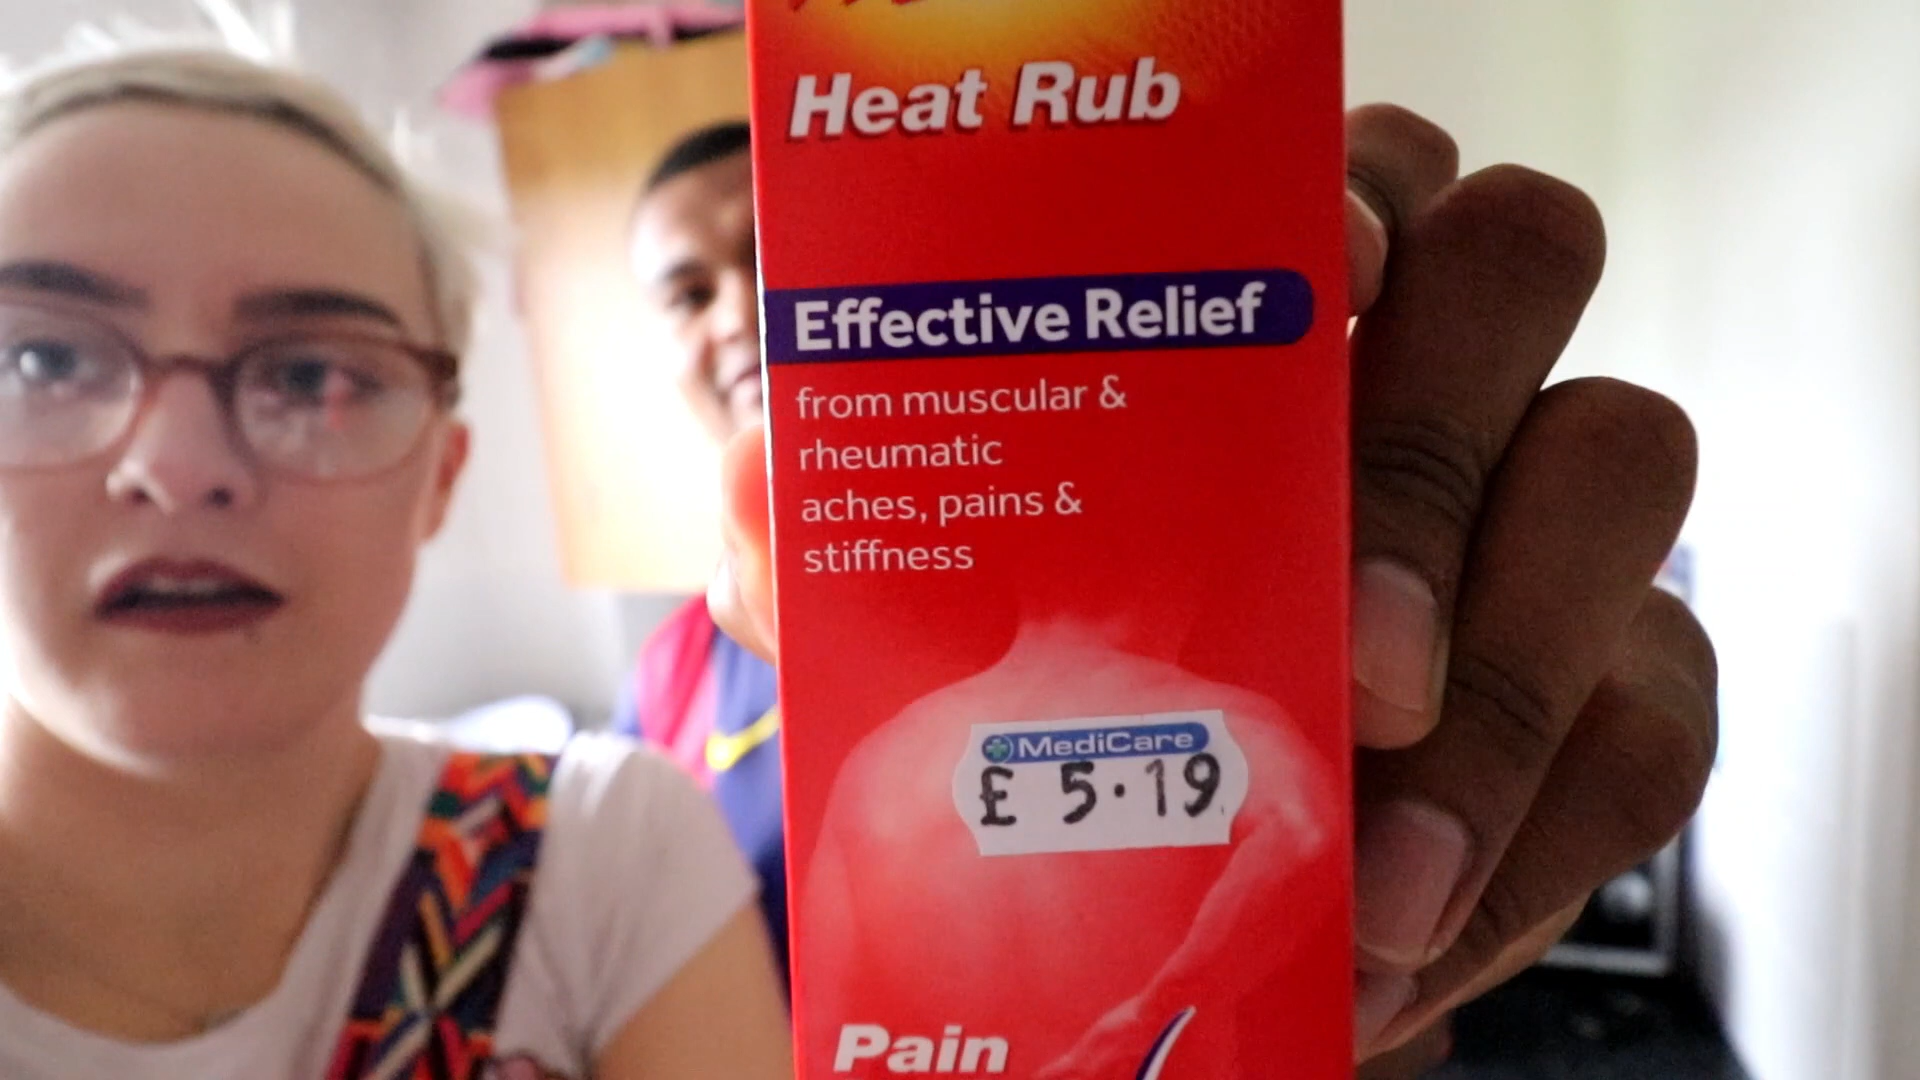 Heat Rub
Effective Relief
from muscular &
rheumatic
aches, pains &
stiffness
MediCare
£ 5.19
Pain